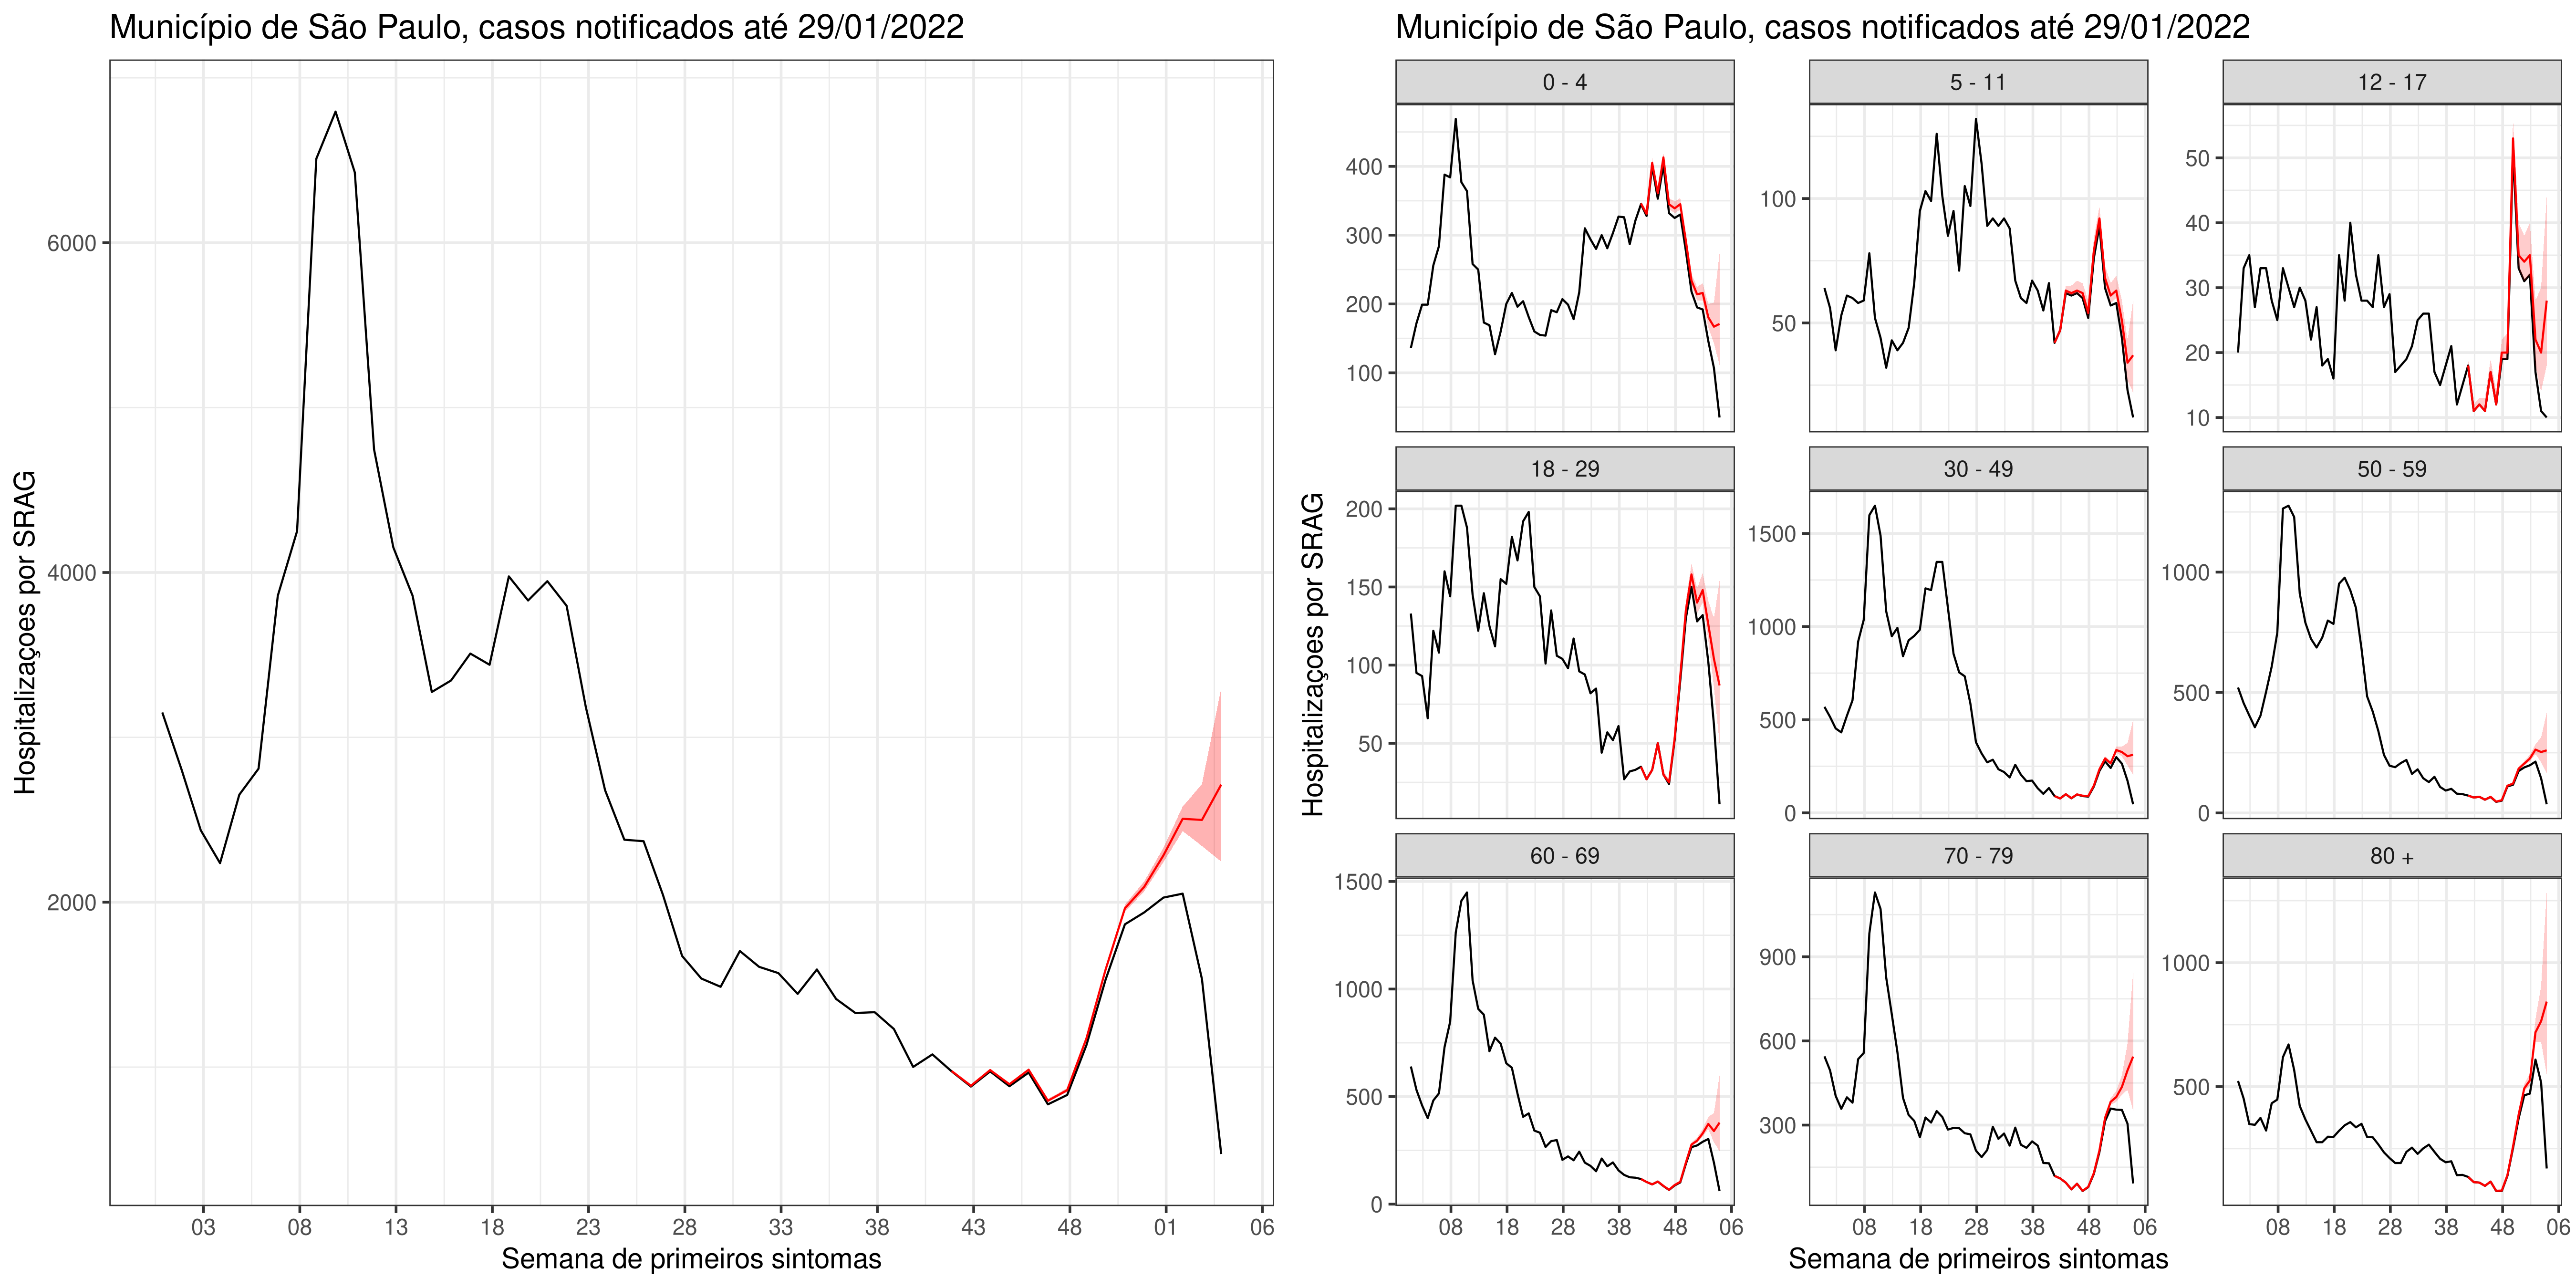 Município de São Paulo, casos notificados até 29/01/2022
Hospitalizaçoes por SRAG
6000
4000
2000
03 08 13 18 23 28 33 38 43 48 01 06
Semana de primeiros sintomas
Município de São Paulo, casos notificados até 29/01/2022
Hospitalizaçoes por SRAG
0 - 4
400
300
200
100
5 - 11
100
50
12 - 17
50
40
30
20
10
18 - 29
200
150
100
50
30 - 49
1500
1000
500
0
50 - 59
1000
500
0
60 - 69
1500
1000
500
0
70 - 79
900
600
300
80 +
1000
500
08 18 28 38 48 06
08 18 28 38 48 06
08 18 28 38 48 06
Semana de primeiros sintomas